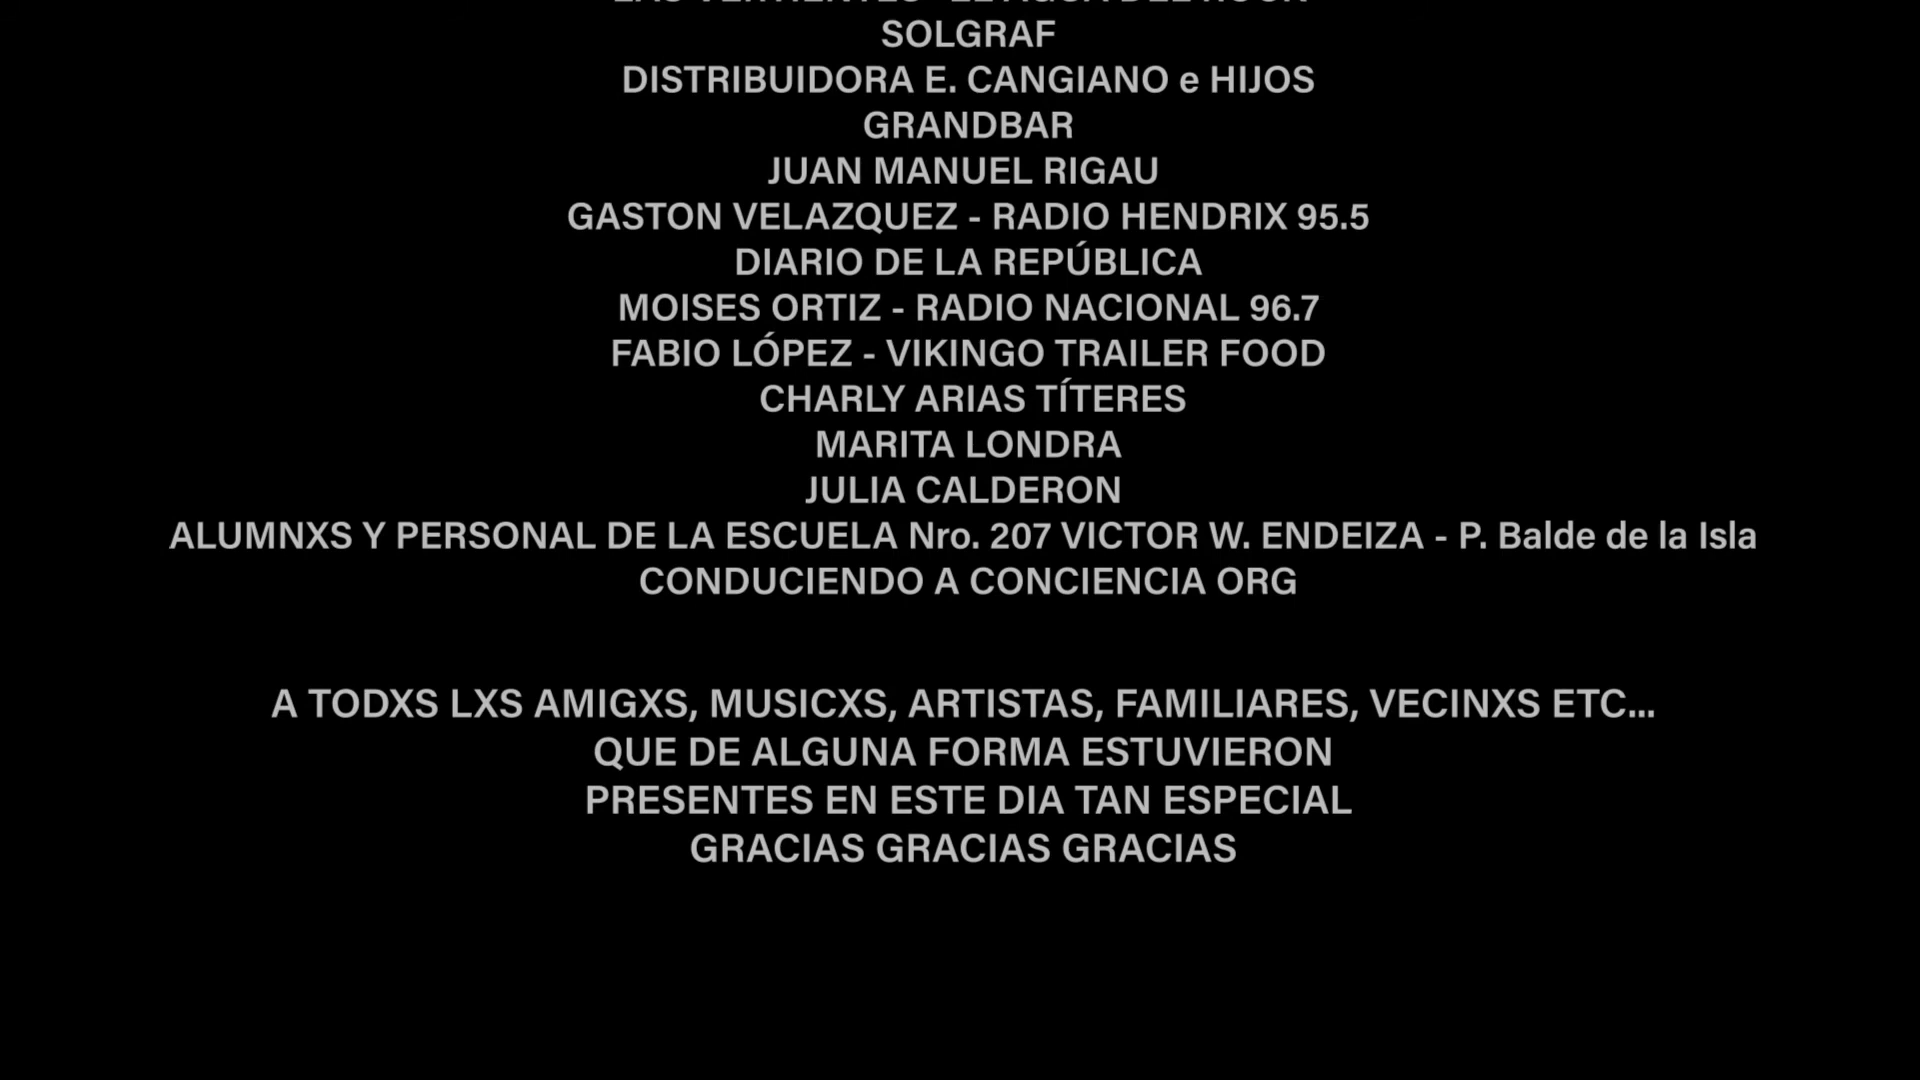 SOLGRAF
DISTRIBUIDORA E. CANGIANO e HIJOS
GRANDBAR
JUAN MANUEL RIGAU
GASTON VELAZQUEZ - RADIO HENDRIX 95.5
DIARIO DE LA REPÚBLICA
MOISES ORTIZ - RADIO NACIONAL 96.7
FABIO LÓPEZ - VIKINGO TRAILER FOOD
CHARLY ARIAS TÍTERES
MARITA LONDRA
JULIA CALDERON
ALUMNXS Y PERSONAL DE LA ESCUELA Nro. 207 VICTOR W. ENDEIZA - P. Balde de la Isla
CONDUCIENDO A CONCIENCIA ORG
A TODXS LXS AMIGXS, MUSICXS, ARTISTAS, FAMILIARES, VECINXS ETC...
QUE DE ALGUNA FORMA ESTUVIERON
PRESENTES EN ESTE DIA TAN ESPECIAL
GRACIAS GRACIAS GRACIAS